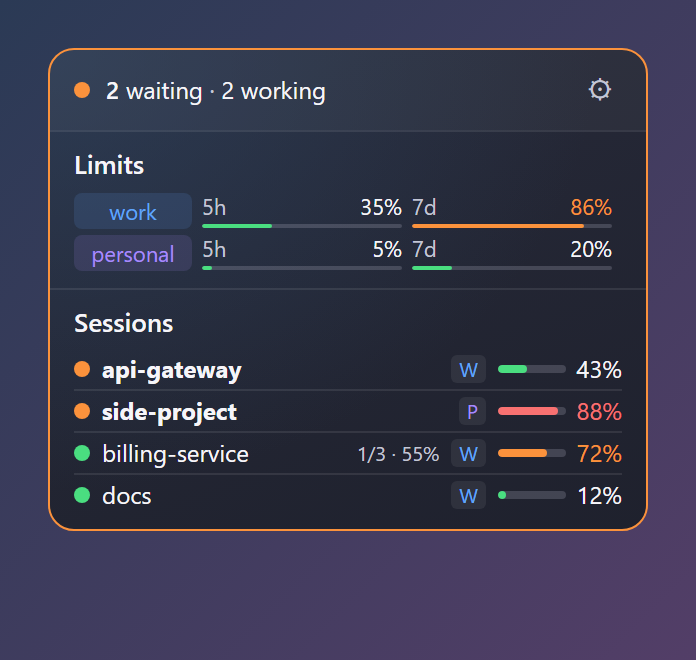 2 waiting · 2 working
Limits
work 5h 35% 7d 86%
personal 5h 5% 7d 20%
Sessions
api-gateway W 43%
side-project P 88%
billing-service 1/3 · 55% W 72%
docs W 12%